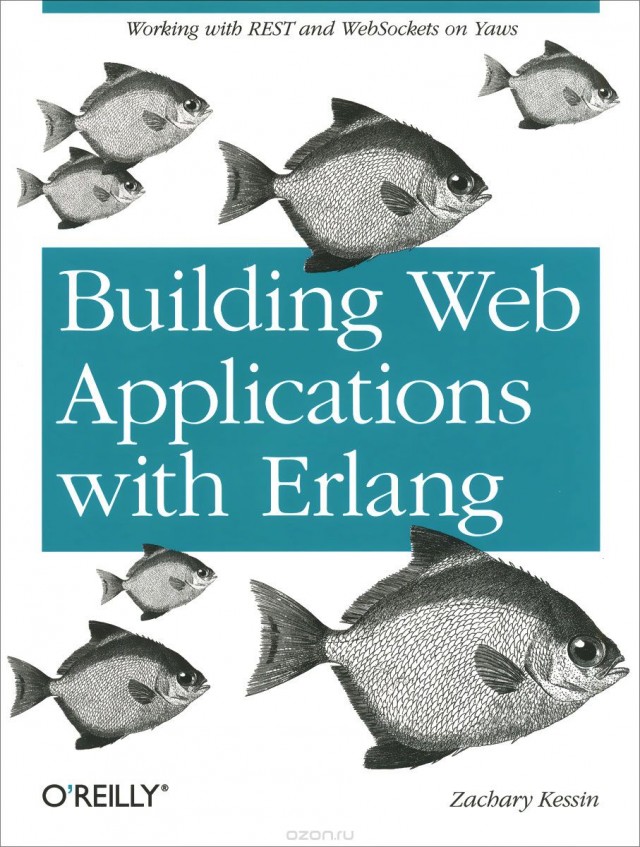 Working with REST and WebSockets on Yaws
Building Web
Applications
with Erlang
O'REILLY®
Zachary Kessin
ozon.ru